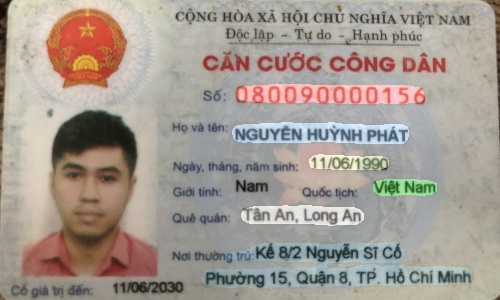 CỘNG HÒA XÃ HỘI CHỦ NGHĨA VIỆT NAM
Độc lập - Tự do - Hạnh phúc
CĂN CƯỚC CÔNG DÂN
Số: 080090000156
Họ và tên: NGUYỄN HUỲNH PHÁT
Ngày, tháng, năm sinh: 11/06/1990
Giới tính: Nam Quốc tịch: Việt Nam
Quê quán: Tân An, Long An
Nơi thường trú: Kế 8/2 Nguyễn Sĩ Cố
Phường 15, Quận 8, TP. Hồ Chí Minh
Có giá trị đến: 11/06/2030